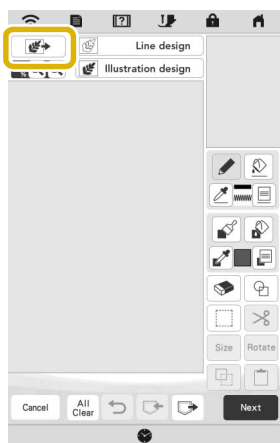 [?]
Line design
Illustration design
Size
Rotate
Cancel
All
Clear
Next